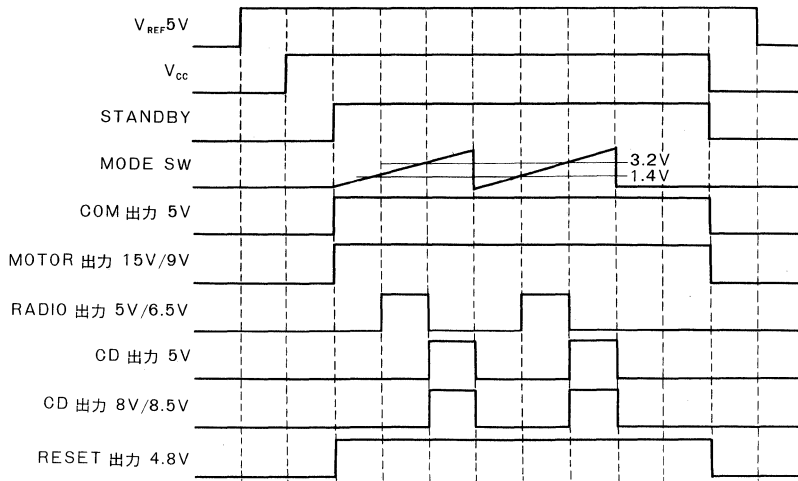 VREF5V
Vcc
STANDBY
MODE SW
3.2V
1.4V
COM 出力 5V
MOTOR 出力 15V/9V
RADIO 出力 5V/6.5V
CD 出力 5V
CD 出力 8V/8.5V
RESET 出力 4.8V